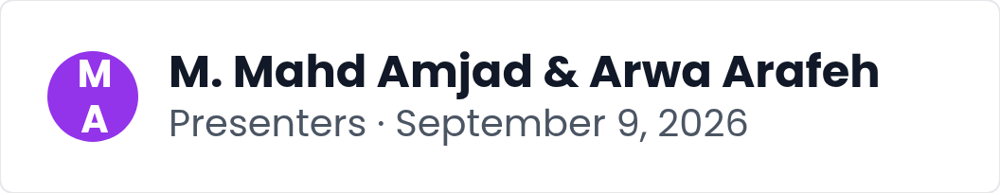 M
A
M. Mahd Amjad & Arwa Arafeh
Presenters · September 9, 2026